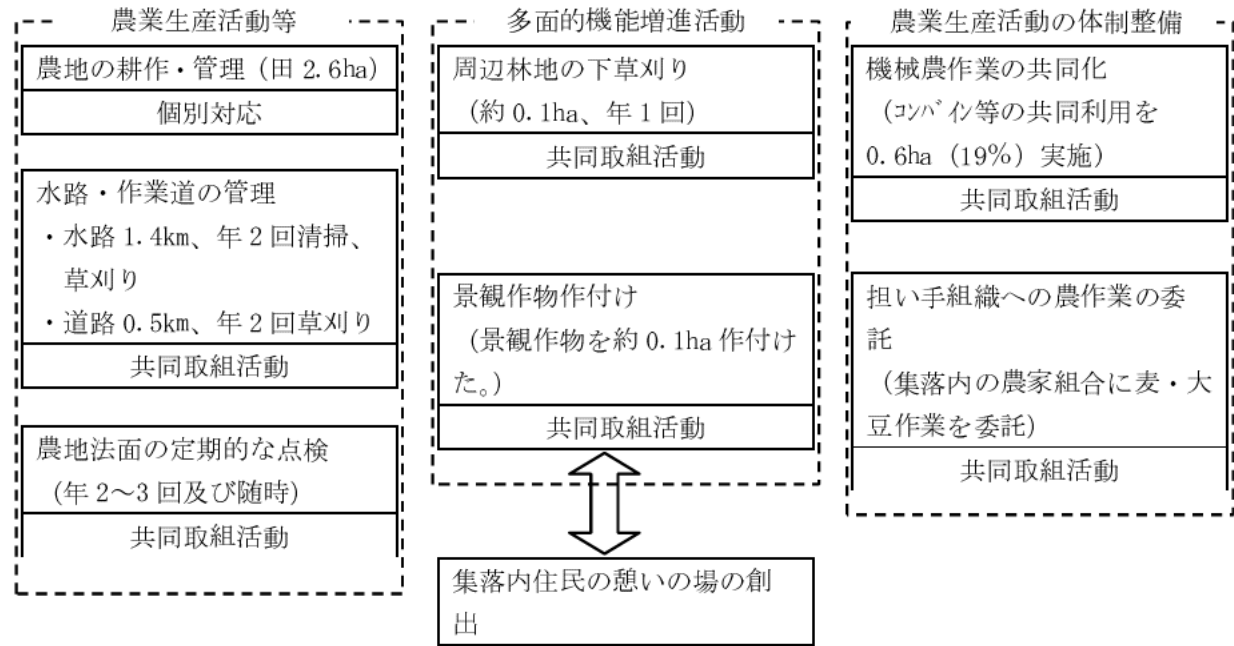 農業生産活動等
農地の耕作・管理（田 2.6ha）
個別対応
水路・作業道の管理
・水路 1.4km、年 2 回清掃、
草刈り
・道路 0.5km、年 2 回草刈り
共同取組活動
農地法面の定期的な点検
（年 2～3 回及び随時）
共同取組活動
多面的機能増進活動
周辺林地の下草刈り
（約 0.1ha、年 1 回）
共同取組活動
景観作物作付け
（景観作物を約 0.1ha 作付け
た。）
共同取組活動
集落内住民の憩いの場の創
出
農業生産活動の体制整備
機械農作業の共同化
（ｺﾝﾊﾞｲﾝ等の共同利用を
0.6ha（19%）実施）
共同取組活動
担い手組織への農作業の委
託
（集落内の農家組合に麦・大
豆作業を委託）
共同取組活動